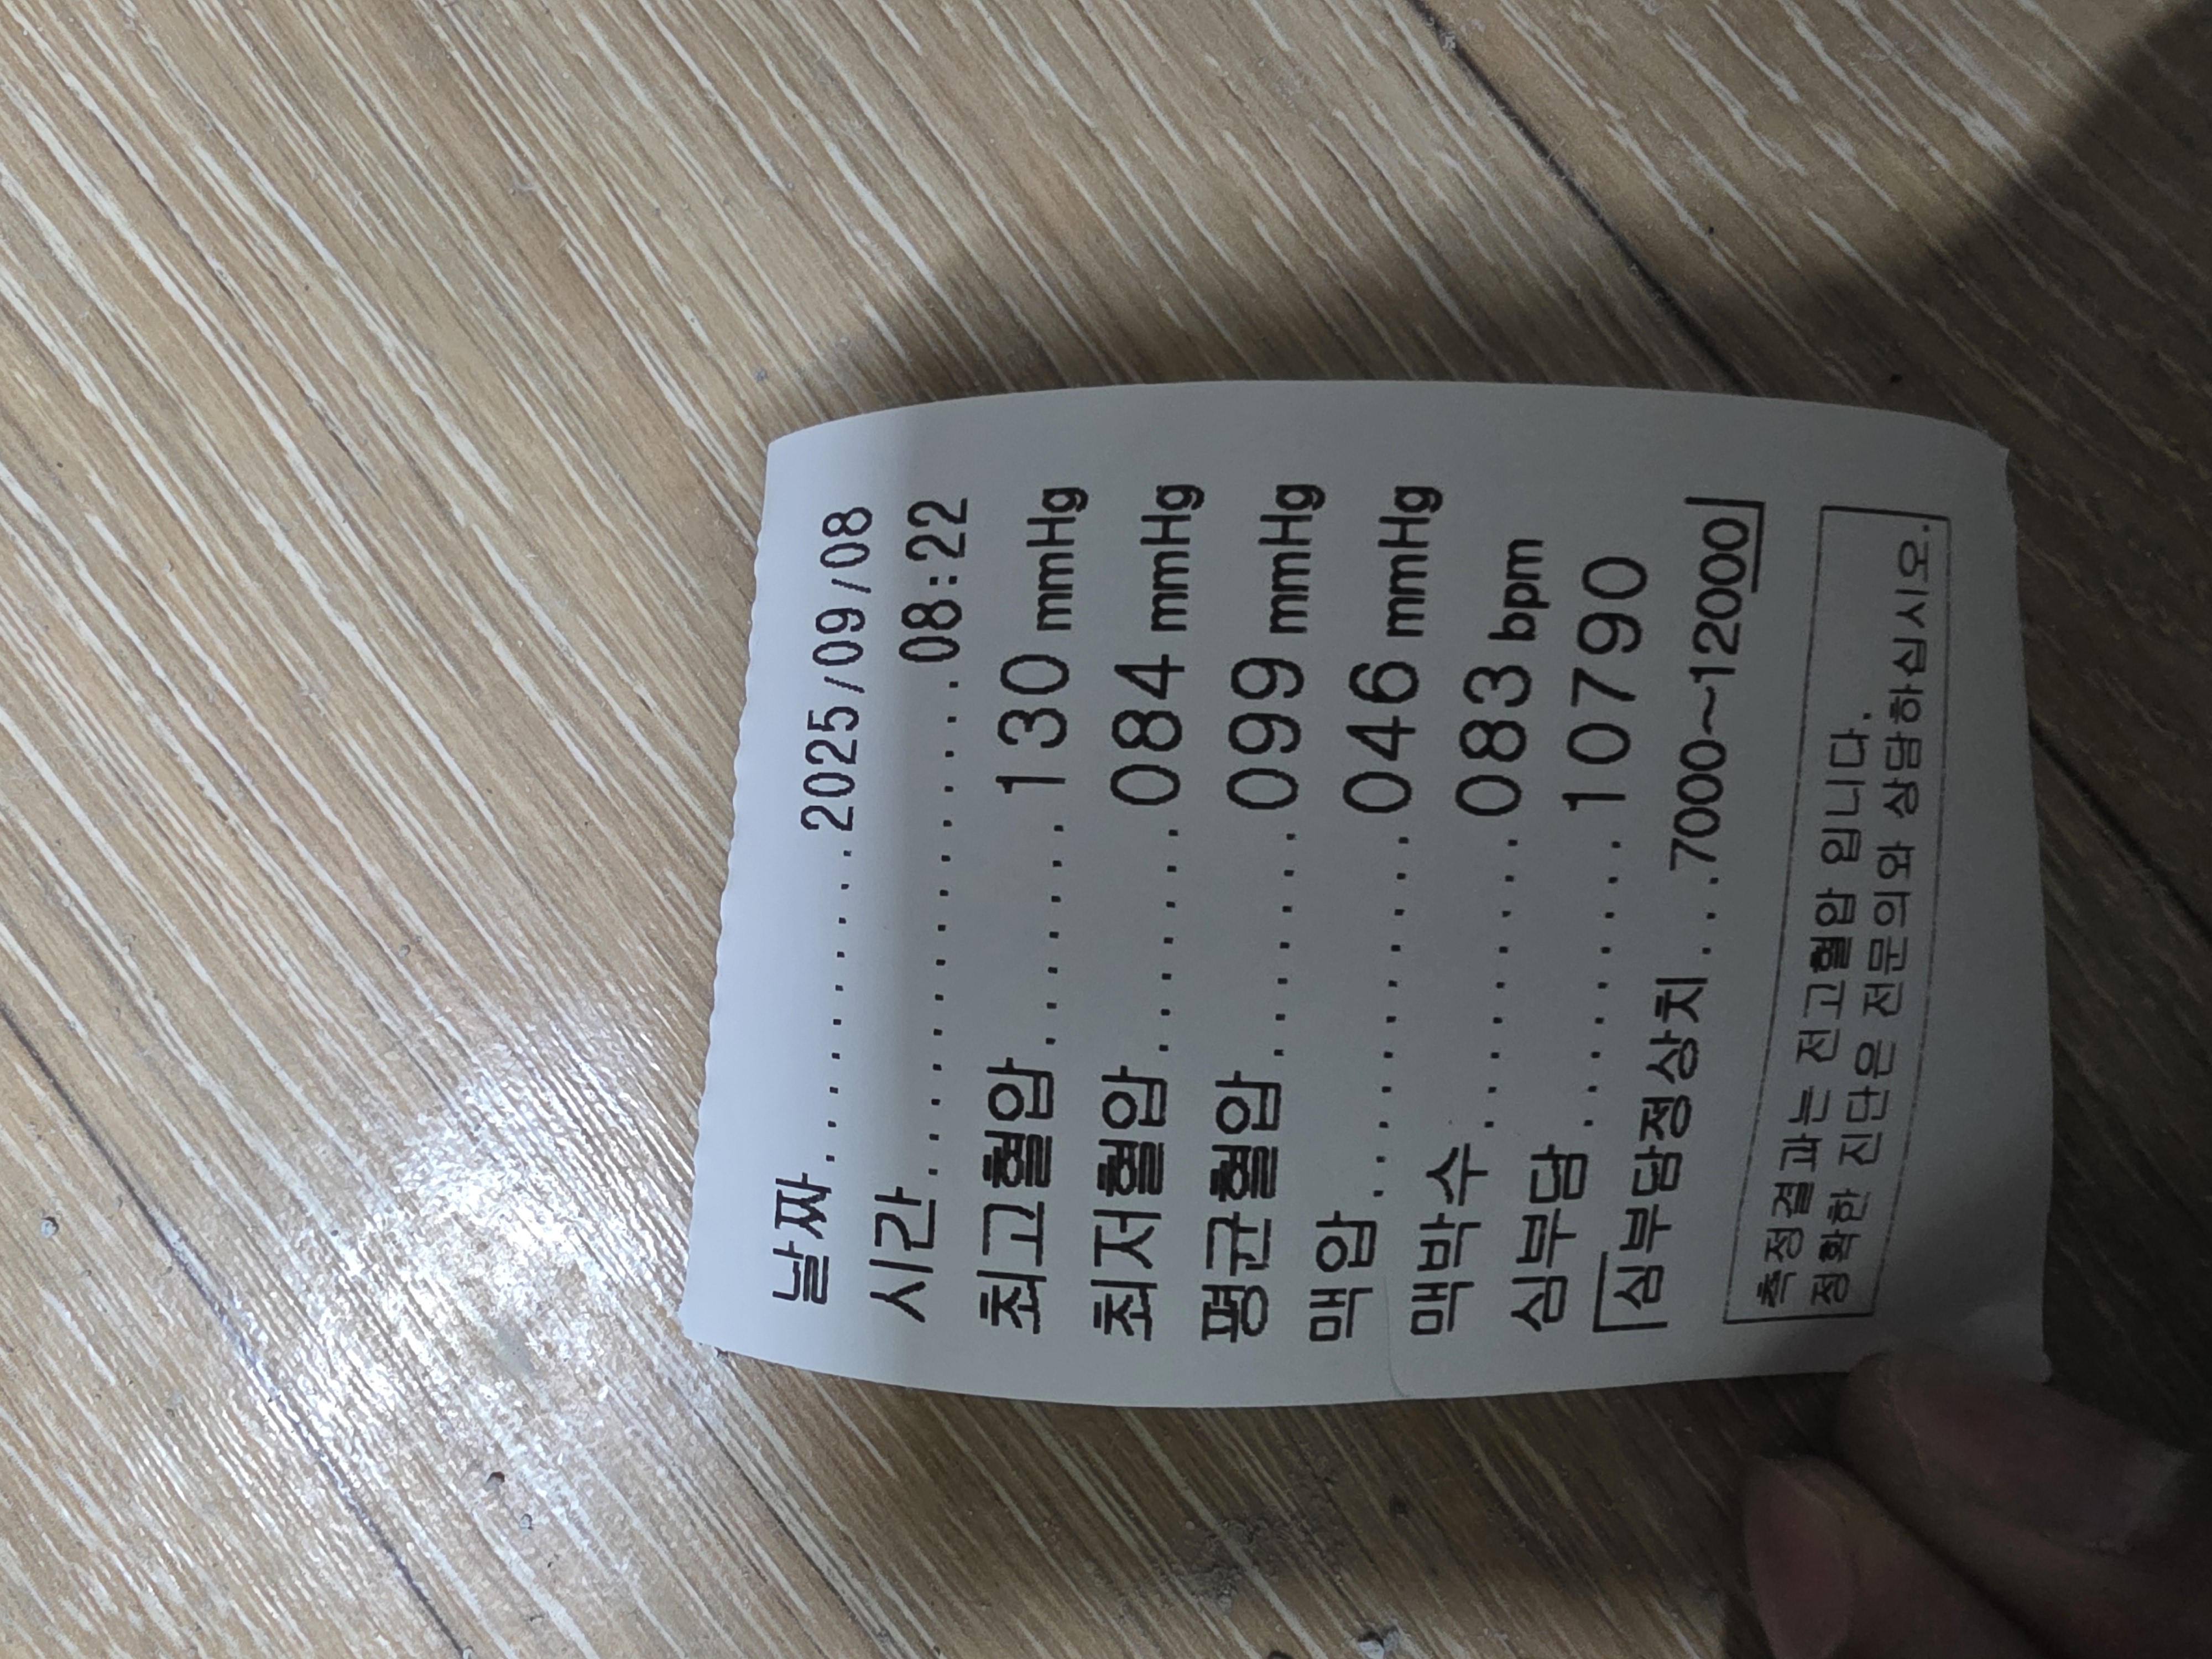 날짜..............2025/09/08
시간....................08:22
최고혈압........130 mmHg
최저혈압........084 mmHg
평균혈압........099 mmHg
맥압.............046 mmHg
맥박수..........083 bpm
심부담..........10790
심부담정상치...7000~12000
측정결과는 전고혈압 입니다.
정확한 진단은 전문의와 상담하십시오.